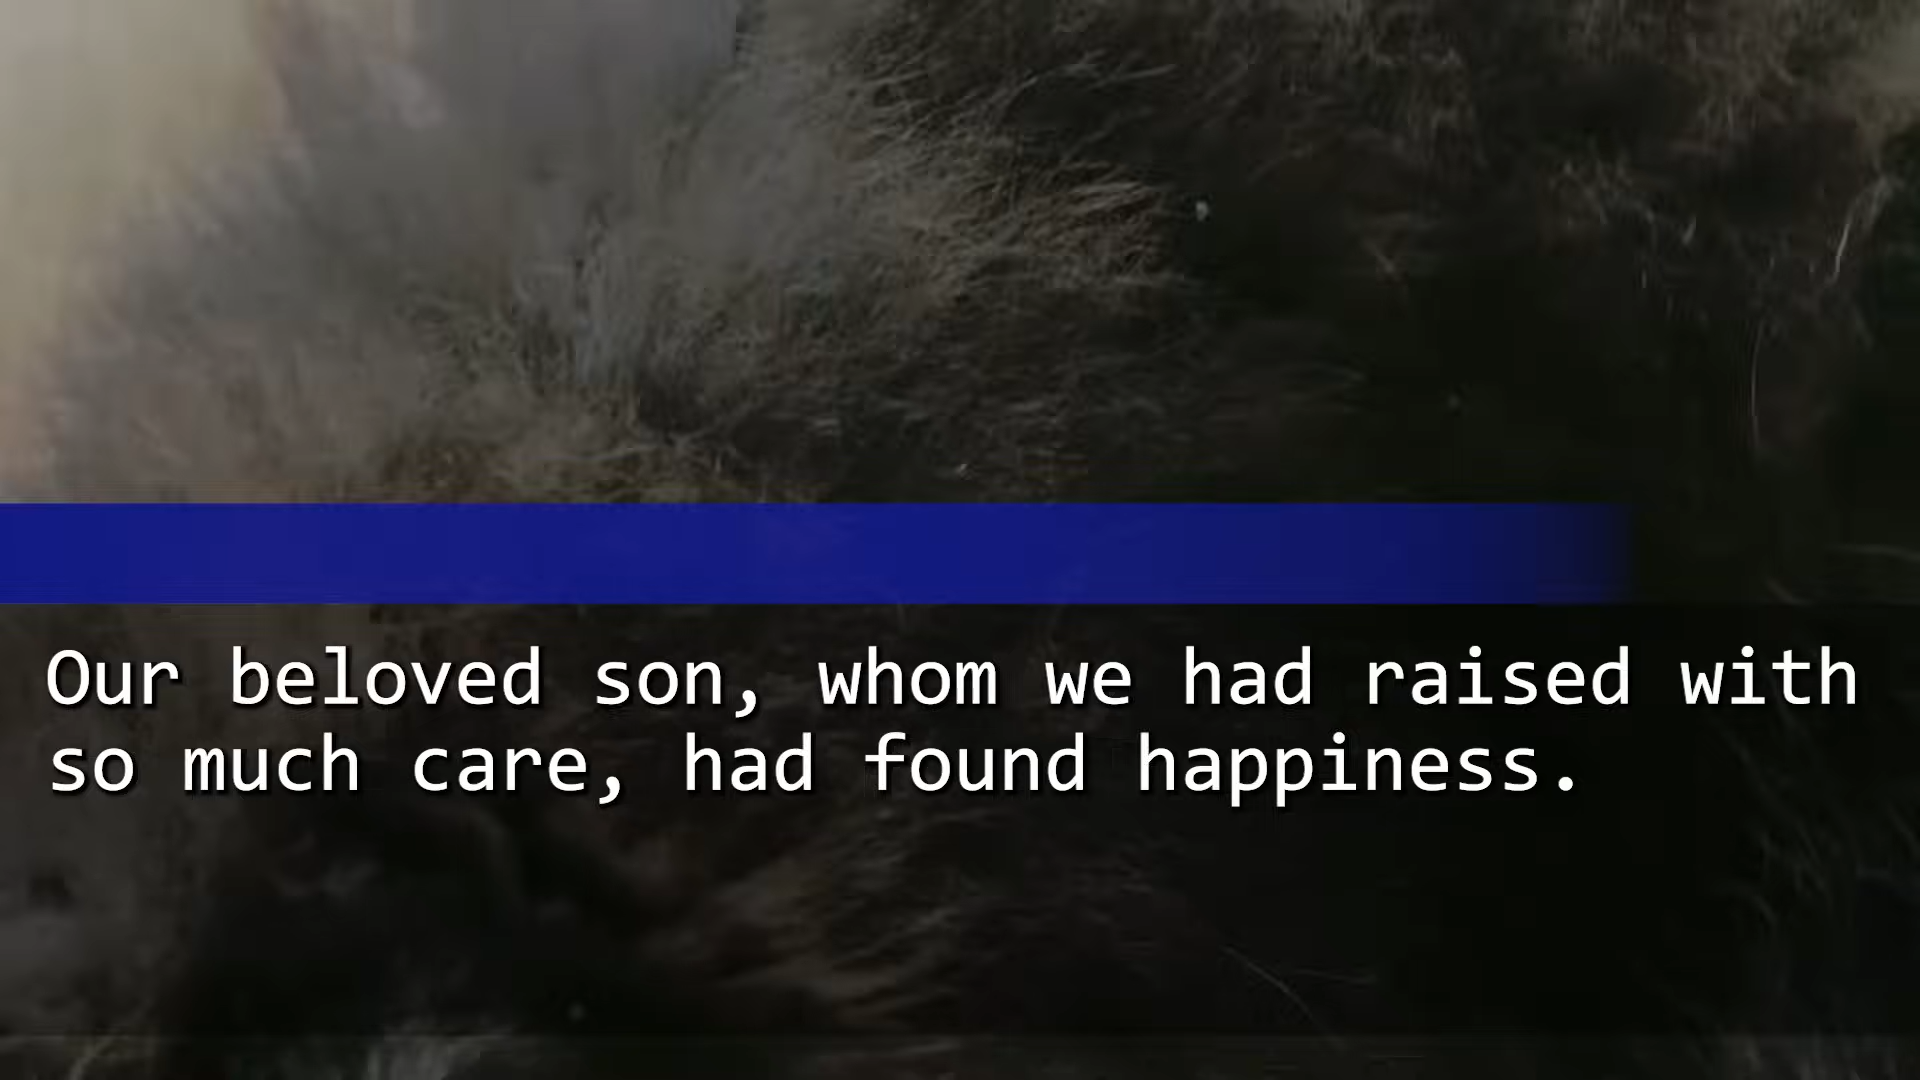 Our beloved son, whom we had raised with
so much care, had found happiness.